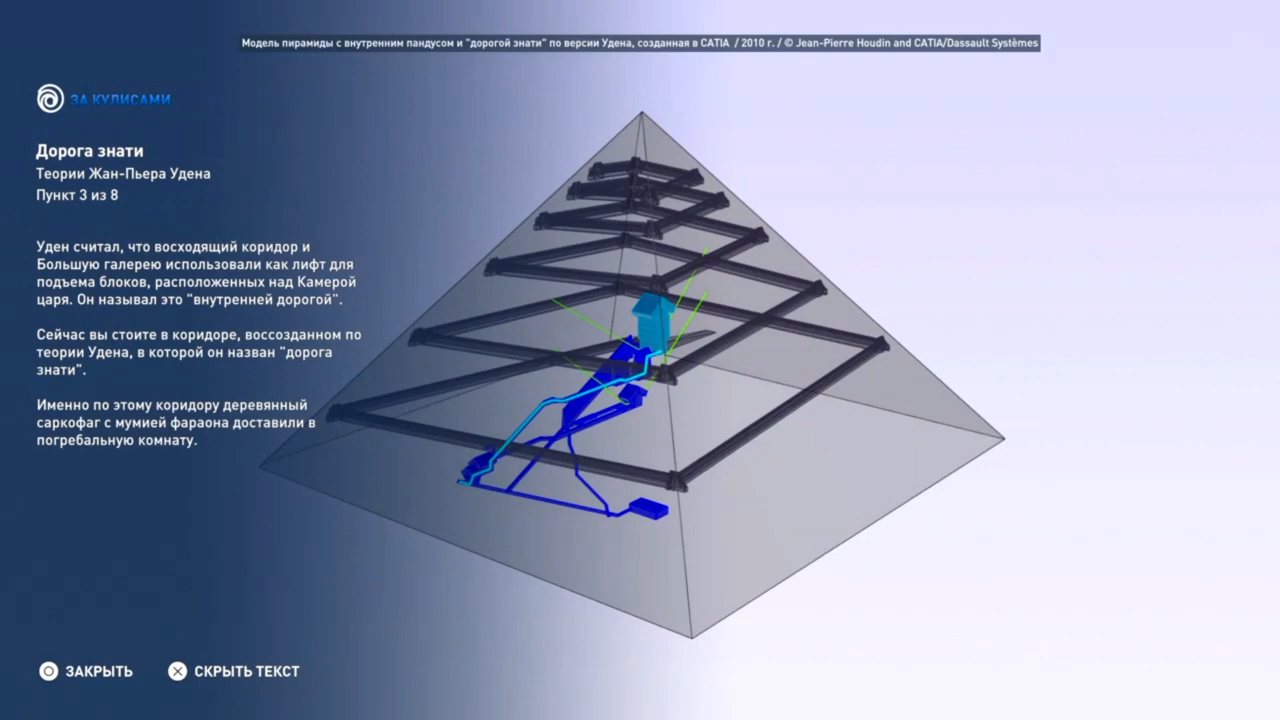 Модель пирамиды с внутренним пандусом и "дорогой знати" по версии Удена, созданная в CATIA / 2010 г. / © Jean-Pierre Houdin and CATIA/Dassault Systèmes
ЗА КУЛИСАМИ
Дорога знати
Теории Жан-Пьера Удена
Пункт 3 из 8
Уден считал, что восходящий коридор и
Большую галерею использовали как лифт для
подъема блоков, расположенных над Камерой
царя. Он называл это "внутренней дорогой".
Сейчас вы стоите в коридоре, воссозданном по
теории Удена, в которой он назван "дорога
знати".
Именно по этому коридору деревянный
саркофаг с мумией фараона доставили в
погребальную комнату.
ЗАКРЫТЬ
СКРЫТЬ ТЕКСТ